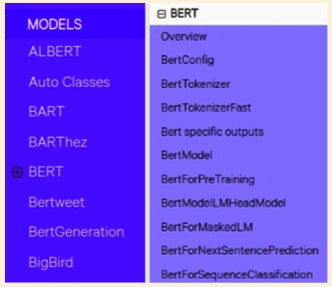 MODELS
ALBERT
Auto Classes
BART
BARThez
BERT
Bertweet
BertGeneration
BigBird
BERT
Overview
BertConfig
BertTokenizer
BertTokenizerFast
Bert specific outputs
BertModel
BertForPreTraining
BertModelLMHeadModel
BertForMaskedLM
BertForNextSentencePrediction
BertForSequenceClassification